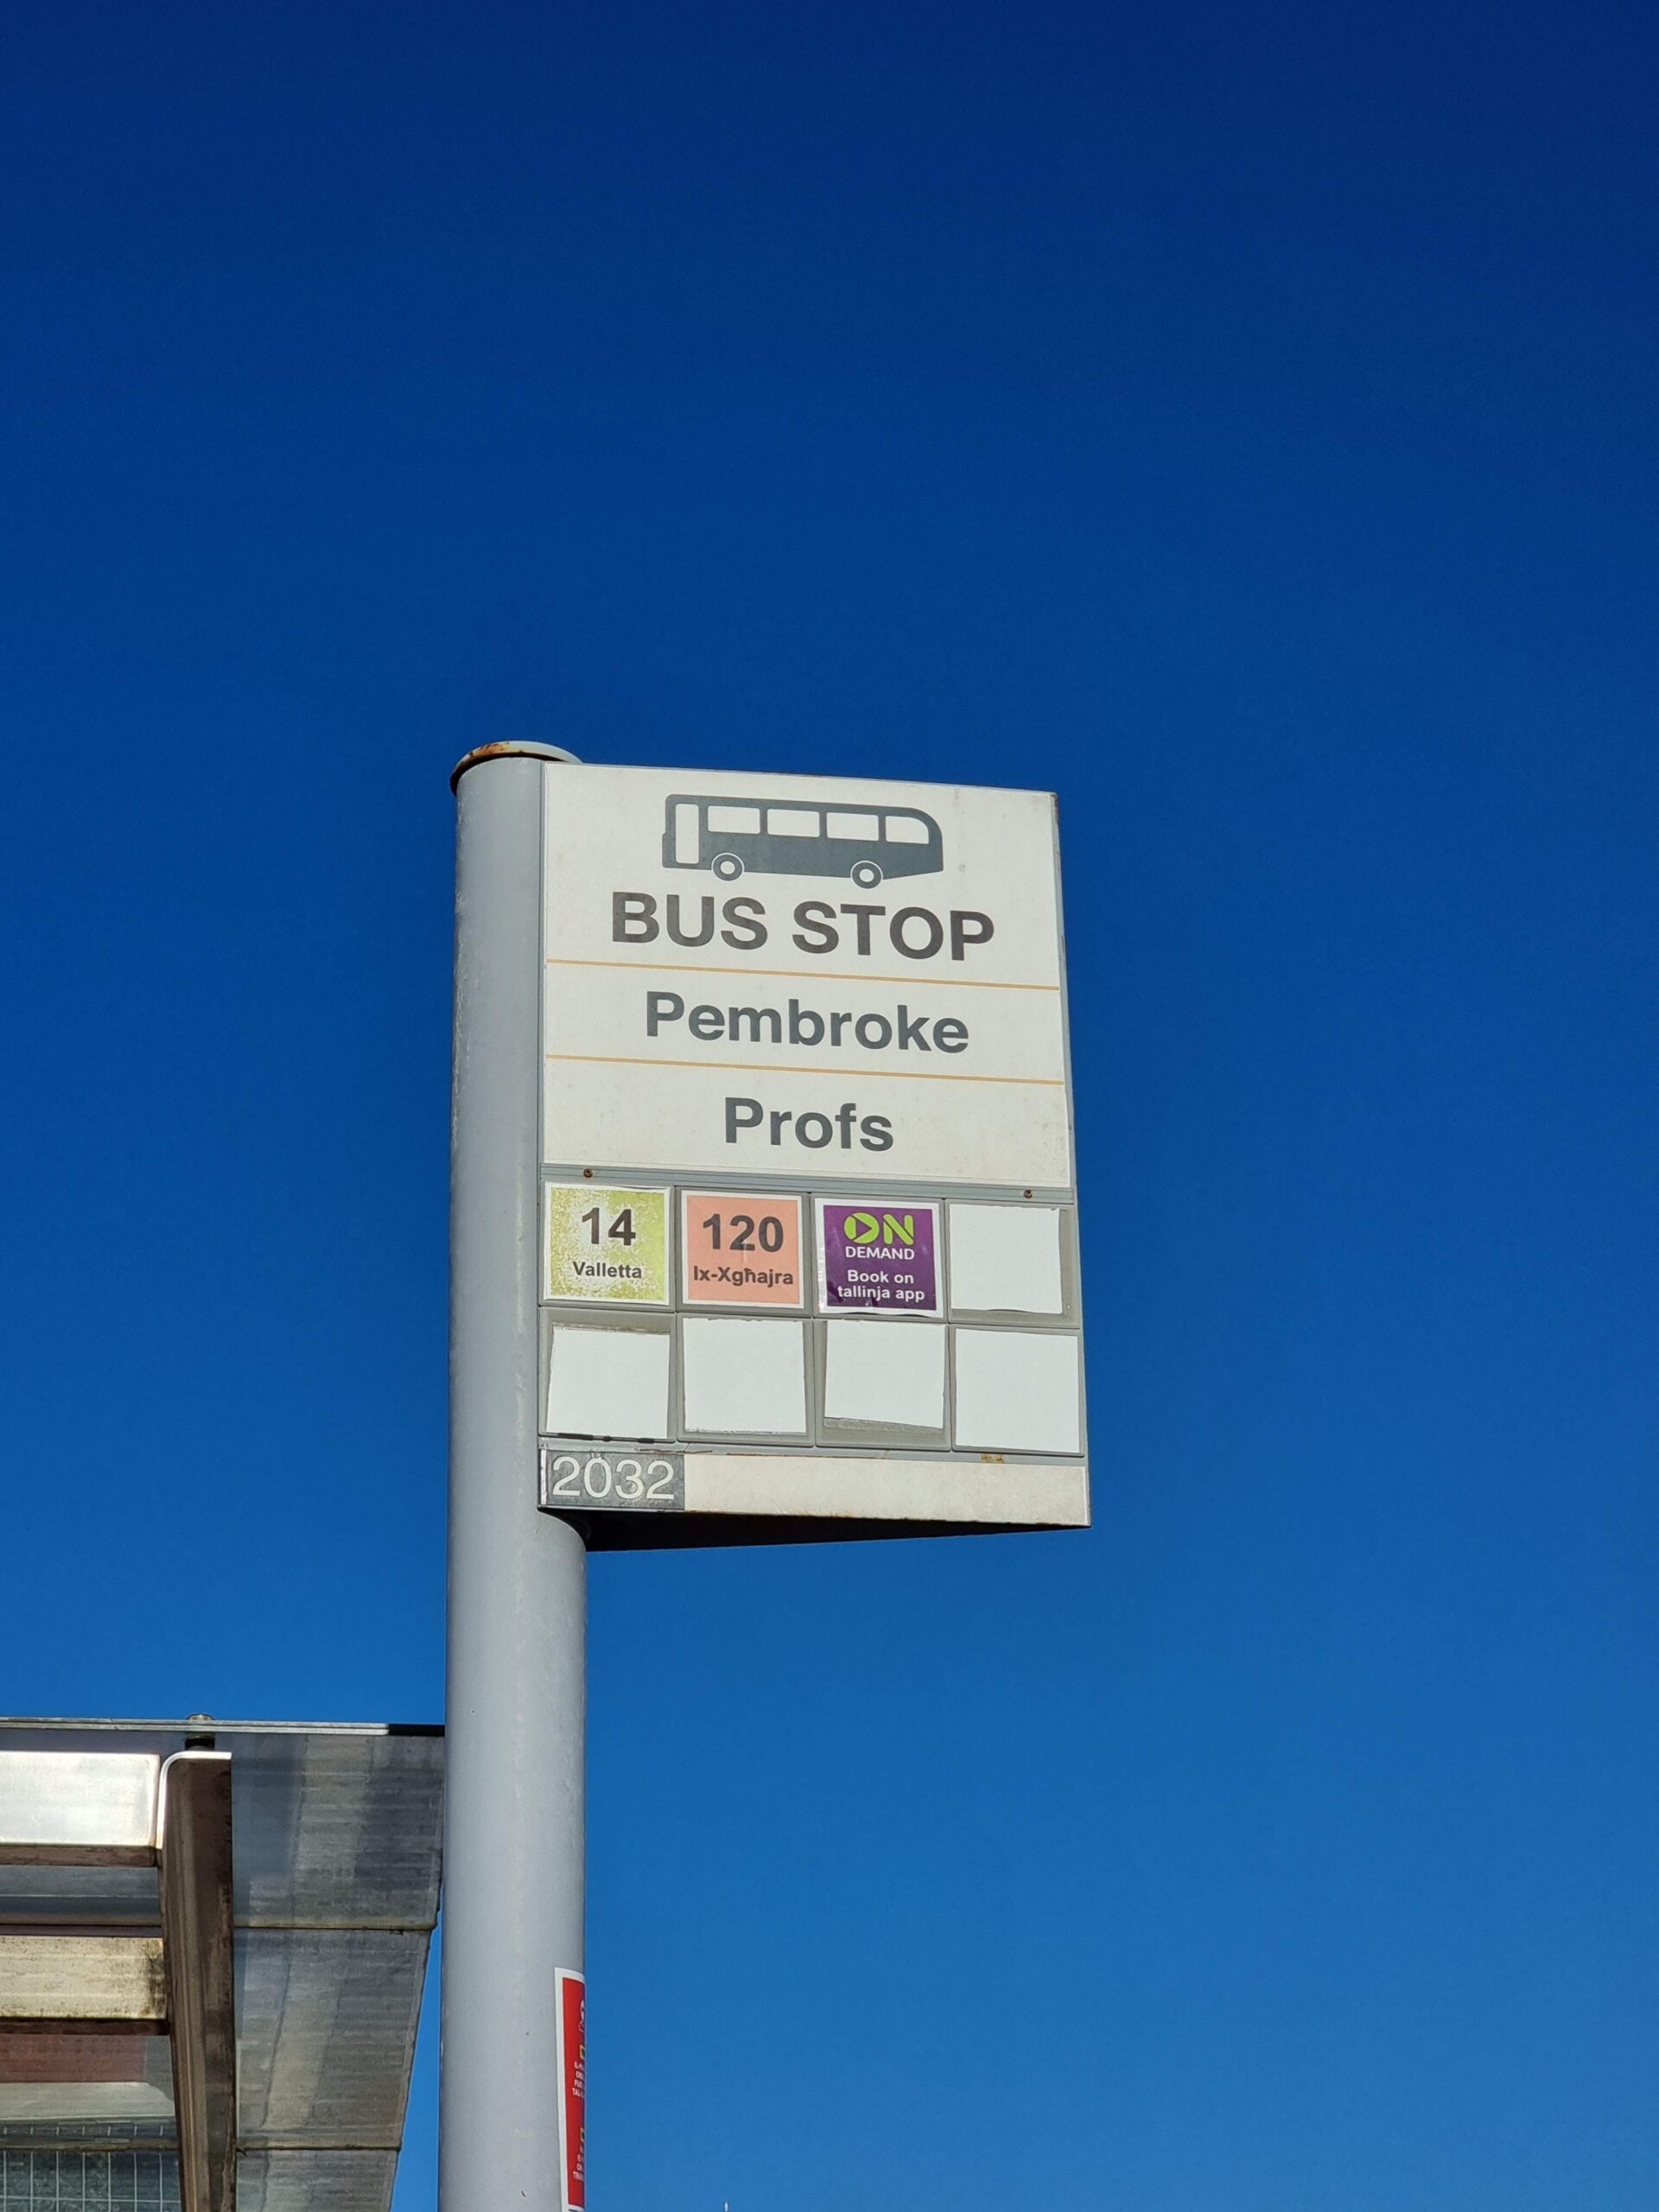 BUS STOP
Pembroke
Profs
14
Valletta
120
Ix-Xgħajra
ON
DEMAND
Book on
tallinja app
2032